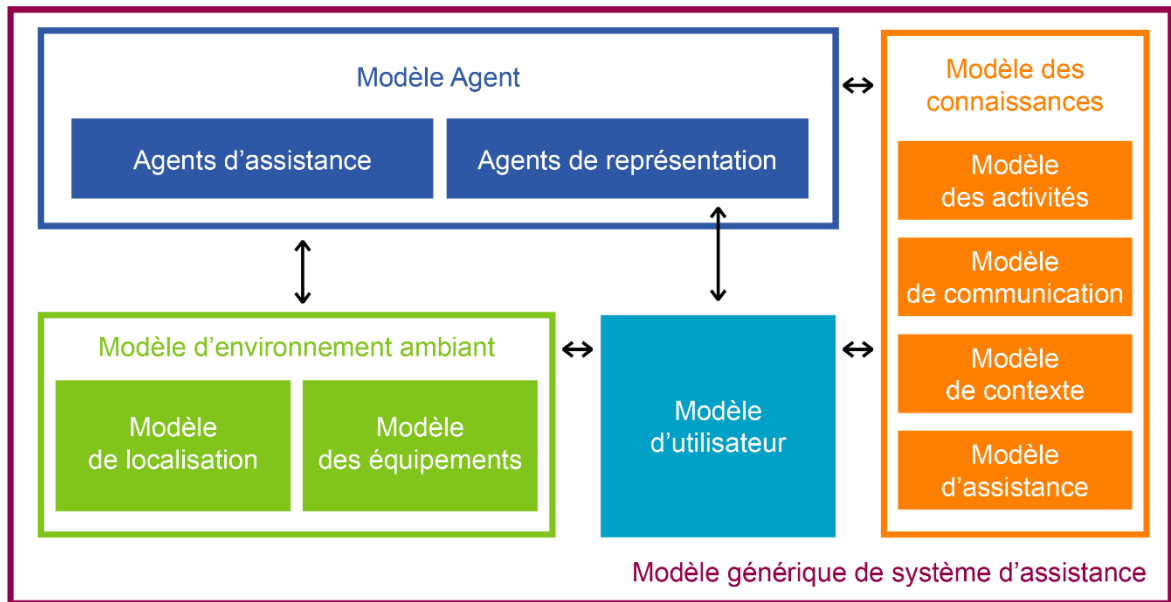 Modèle Agent
Agents d'assistance
Agents de représentation
Modèle des
connaissances
Modèle
des activités
Modèle
de communication
Modèle
de contexte
Modèle
d'assistance
Modèle d'environnement ambiant
Modèle
de localisation
Modèle
des équipements
Modèle
d'utilisateur
Modèle générique de système d'assistance